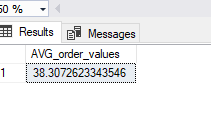 50 %
Results Messages
AVG_order_values
1 38.3072623343546